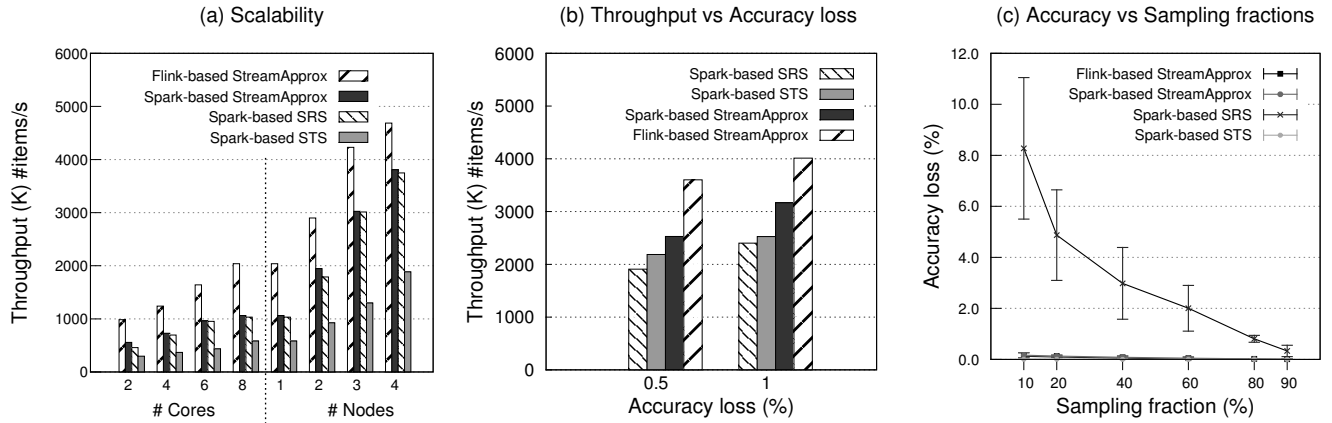 (a) Scalability
Throughput (K) #items/s
6000
5000
4000
3000
2000
1000
0
Flink-based StreamApprox
Spark-based StreamApprox
Spark-based SRS
Spark-based STS
2 4 6 8 1 2 3 4
# Cores # Nodes
(b) Throughput vs Accuracy loss
Throughput (K) #items/s
6000
5000
4000
3000
2000
1000
0
Spark-based SRS
Spark-based STS
Spark-based StreamApprox
Flink-based StreamApprox
0.5 1
Accuracy loss (%)
(c) Accuracy vs Sampling fractions
Accuracy loss (%)
12.0
10.0
8.0
6.0
4.0
2.0
0.0
Flink-based StreamApprox
Spark-based StreamApprox
Spark-based SRS
Spark-based STS
10 20 40 60 80 90
Sampling fraction (%)